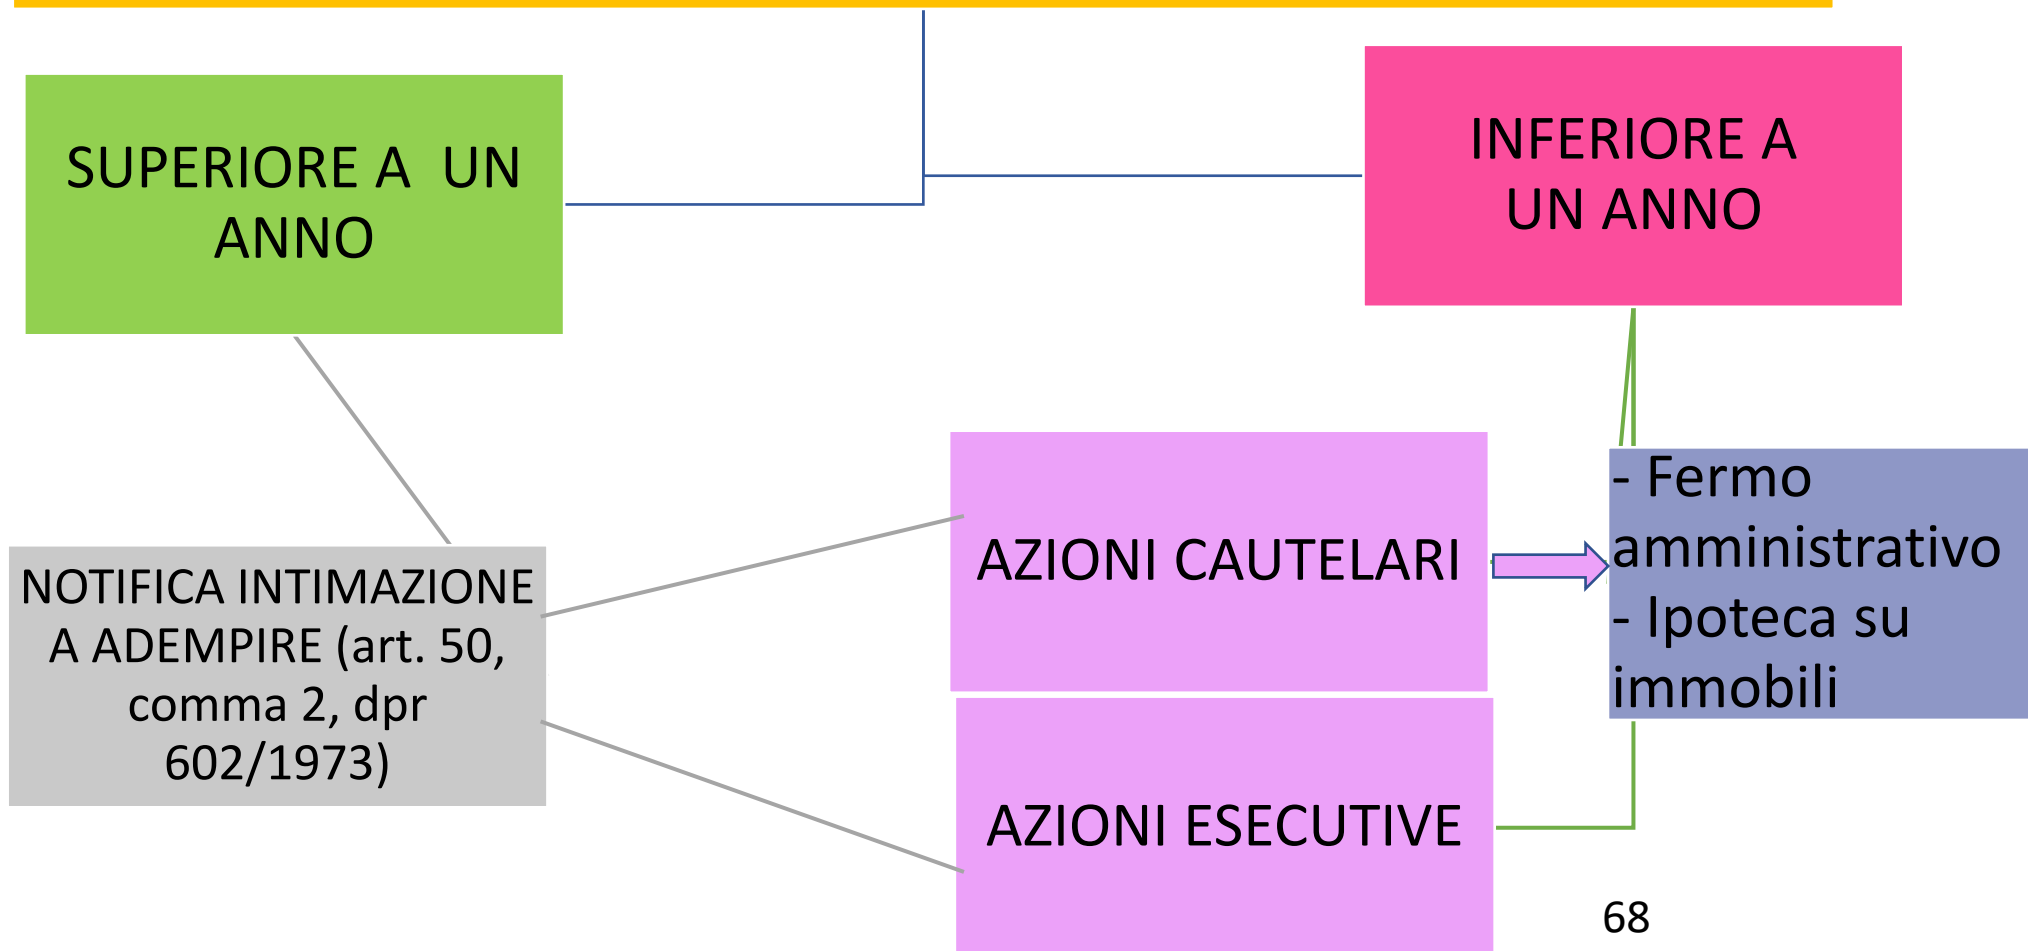 SUPERIORE A  UN
ANNO
INFERIORE A
UN ANNO
NOTIFICA INTIMAZIONE
A ADEMPIRE (art. 50,
comma 2, dpr
602/1973)
AZIONI CAUTELARI
- Fermo
amministrativo
- Ipoteca su
immobili
AZIONI ESECUTIVE
68